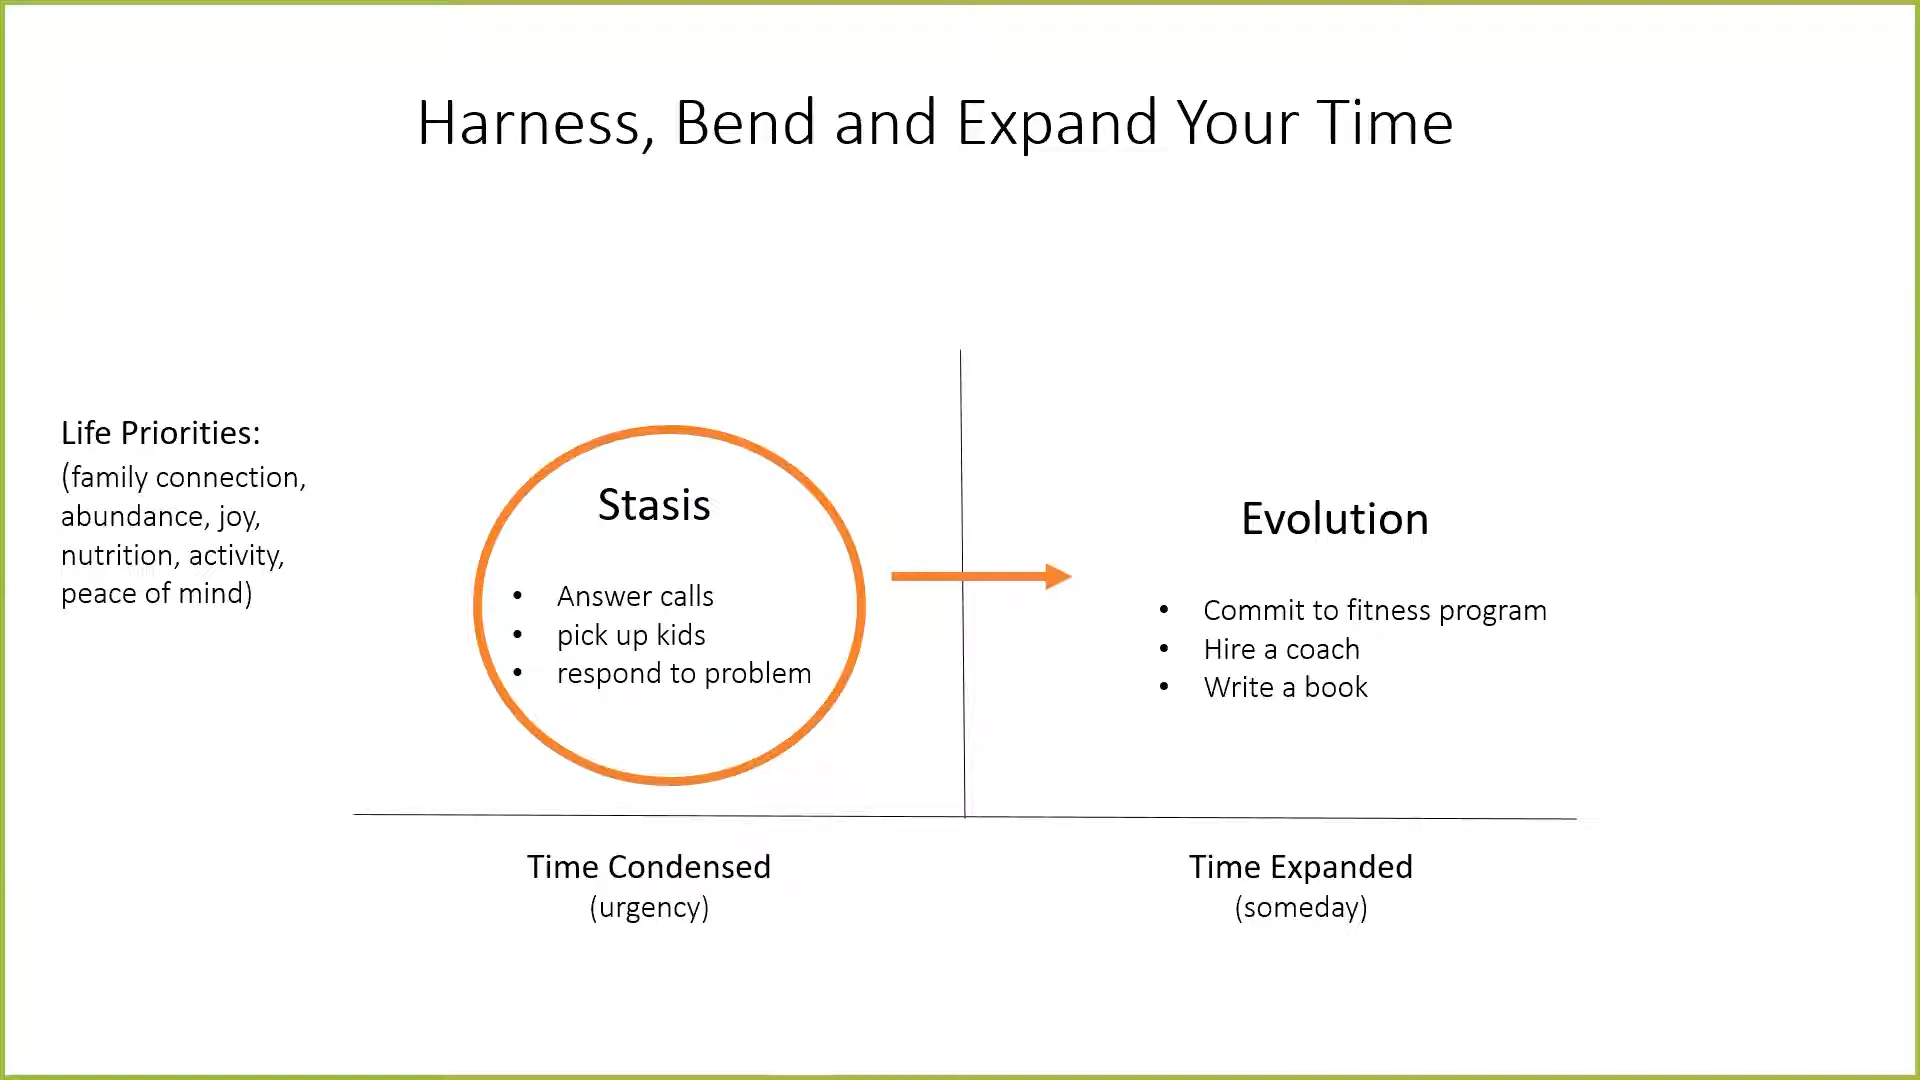 Harness, Bend and Expand Your Time
Life Priorities:
(family connection,
abundance, joy,
nutrition, activity,
peace of mind)
Stasis
• Answer calls
• pick up kids
• respond to problem
Evolution
• Commit to fitness program
• Hire a coach
• Write a book
Time Condensed
(urgency)
Time Expanded
(someday)